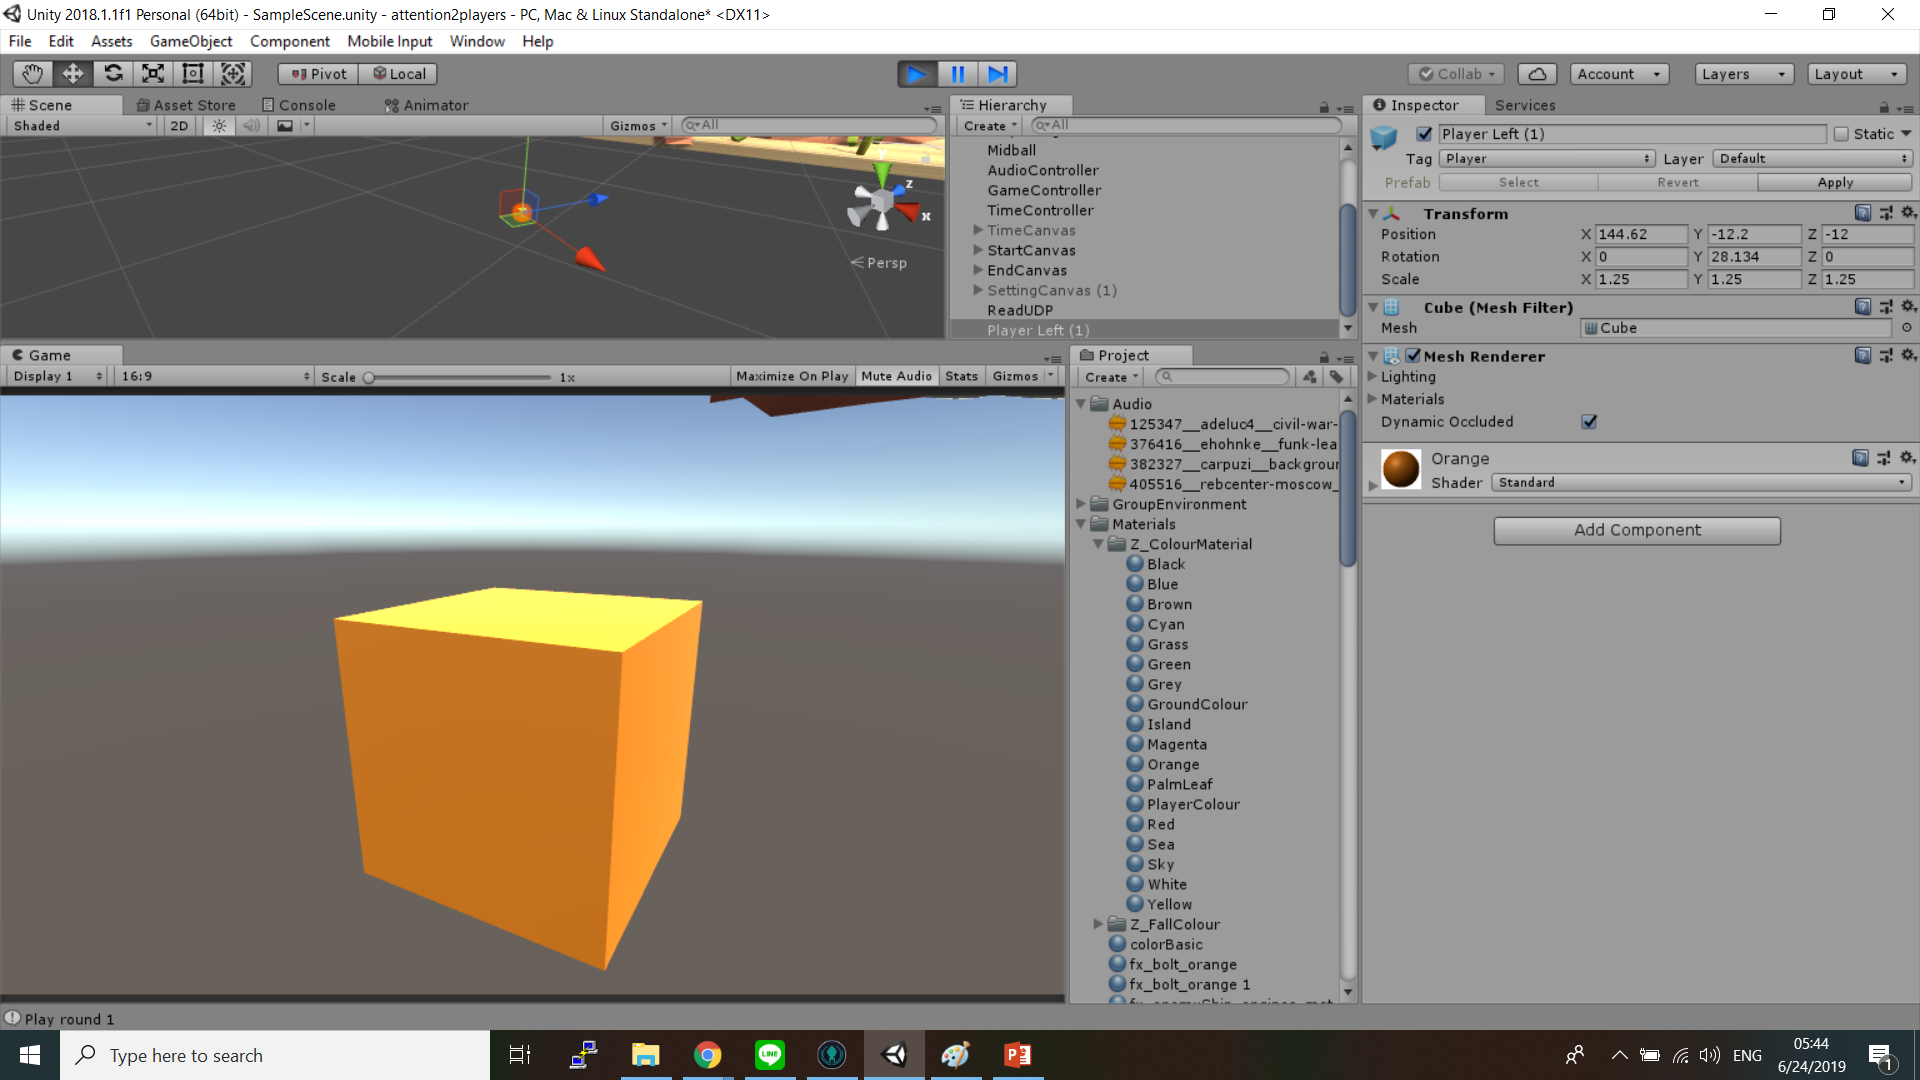 Unity 2018.1.1f1 Personal (64bit) - SampleScene.unity - attention2players - PC, Mac & Linux Standalone* <DX11>
File Edit Assets GameObject Component Mobile Input Window Help
Pivot Local Collab Account Layers Layout
Scene Asset Store Console Animator
Shaded 2D Gizmos All
Y
Z
X
Persp
Hierarchy
Create All
Midball
AudioController
GameController
TimeController
TimeCanvas
StartCanvas
EndCanvas
SettingCanvas (1)
ReadUDP
Player Left (1)
Inspector Services
Player Left (1) Static
Tag Player Layer Default
Prefab Select Revert Apply
Transform
Position X 144.62 Y -12.2 Z -12
Rotation X 0 Y 28.134 Z 0
Scale X 1.25 Y 1.25 Z 1.25
Cube (Mesh Filter)
Mesh Cube
Mesh Renderer
Lighting
Materials
Dynamic Occluded
Orange
Shader Standard
Add Component
Game
Display 1 16:9 Scale 1x Maximize On Play Mute Audio Stats Gizmos
Project
Create
Audio
125347__adeluc4__civil-war-
376416__ehohnke__funk-lea
382327__carpuzi__backgrour
405516__rebcenter-moscow_
GroupEnvironment
Materials
Z_ColourMaterial
Black
Blue
Brown
Cyan
Grass
Green
Grey
GroundColour
Island
Magenta
Orange
PalmLeaf
PlayerColour
Red
Sea
Sky
White
Yellow
Z_FallColour
colorBasic
fx_bolt_orange
fx_bolt_orange 1
Play round 1
Type here to search
LINE
ENG
05:44
6/24/2019
1